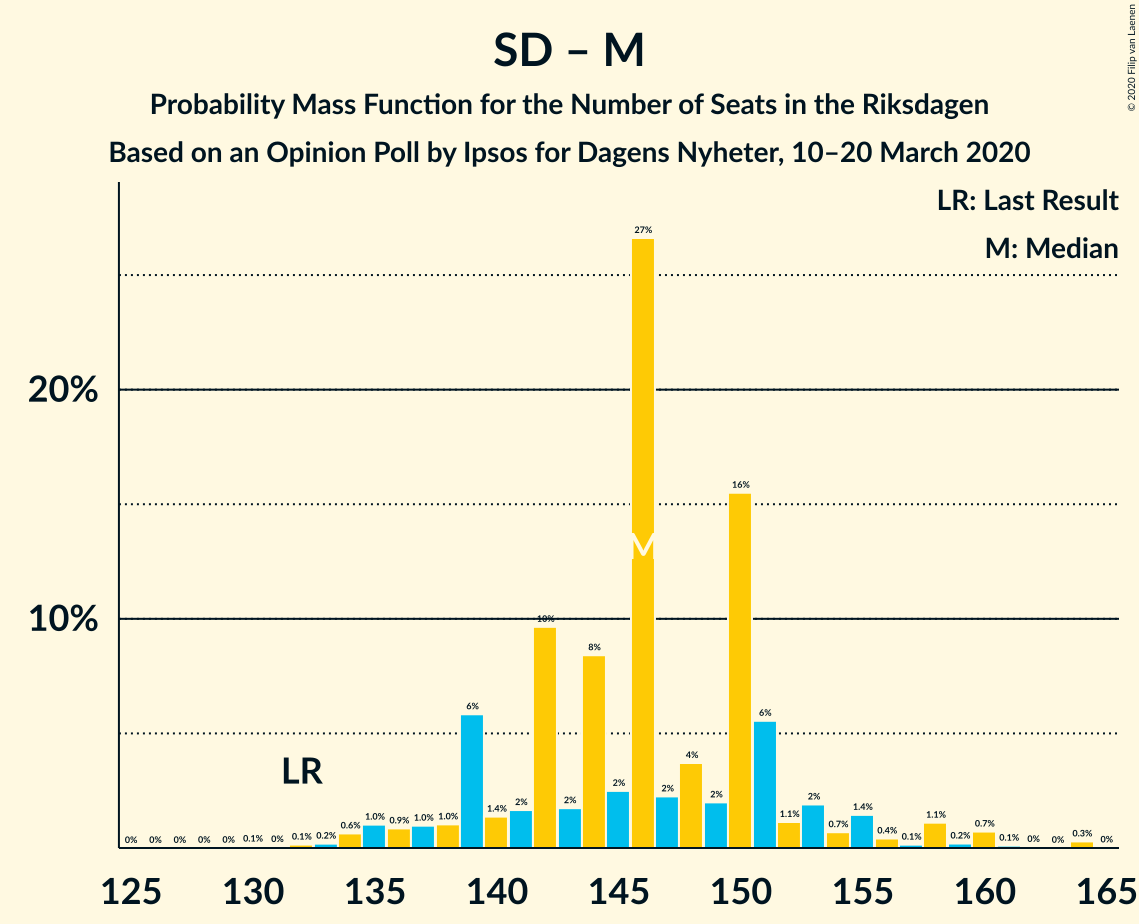 © 2020 Filip van Laenen
SD – M
Probability Mass Function for the Number of Seats in the Riksdagen
Based on an Opinion Poll by Ipsos for Dagens Nyheter, 10–20 March 2020
LR: Last Result
M: Median
20%
10%
LR
M
0% 0% 0% 0% 0% 0.1% 0% 0.1% 0.2% 0.6% 1.0% 0.9% 1.0% 1.0% 6% 1.4% 2% 10% 2% 8% 2% 27% 2% 4% 2% 16% 6% 1.1% 2% 0.7% 1.4% 0.4% 0.1% 1.1% 0.2% 0.7% 0.1% 0% 0% 0.3% 0%
125 130 135 140 145 150 155 160 165